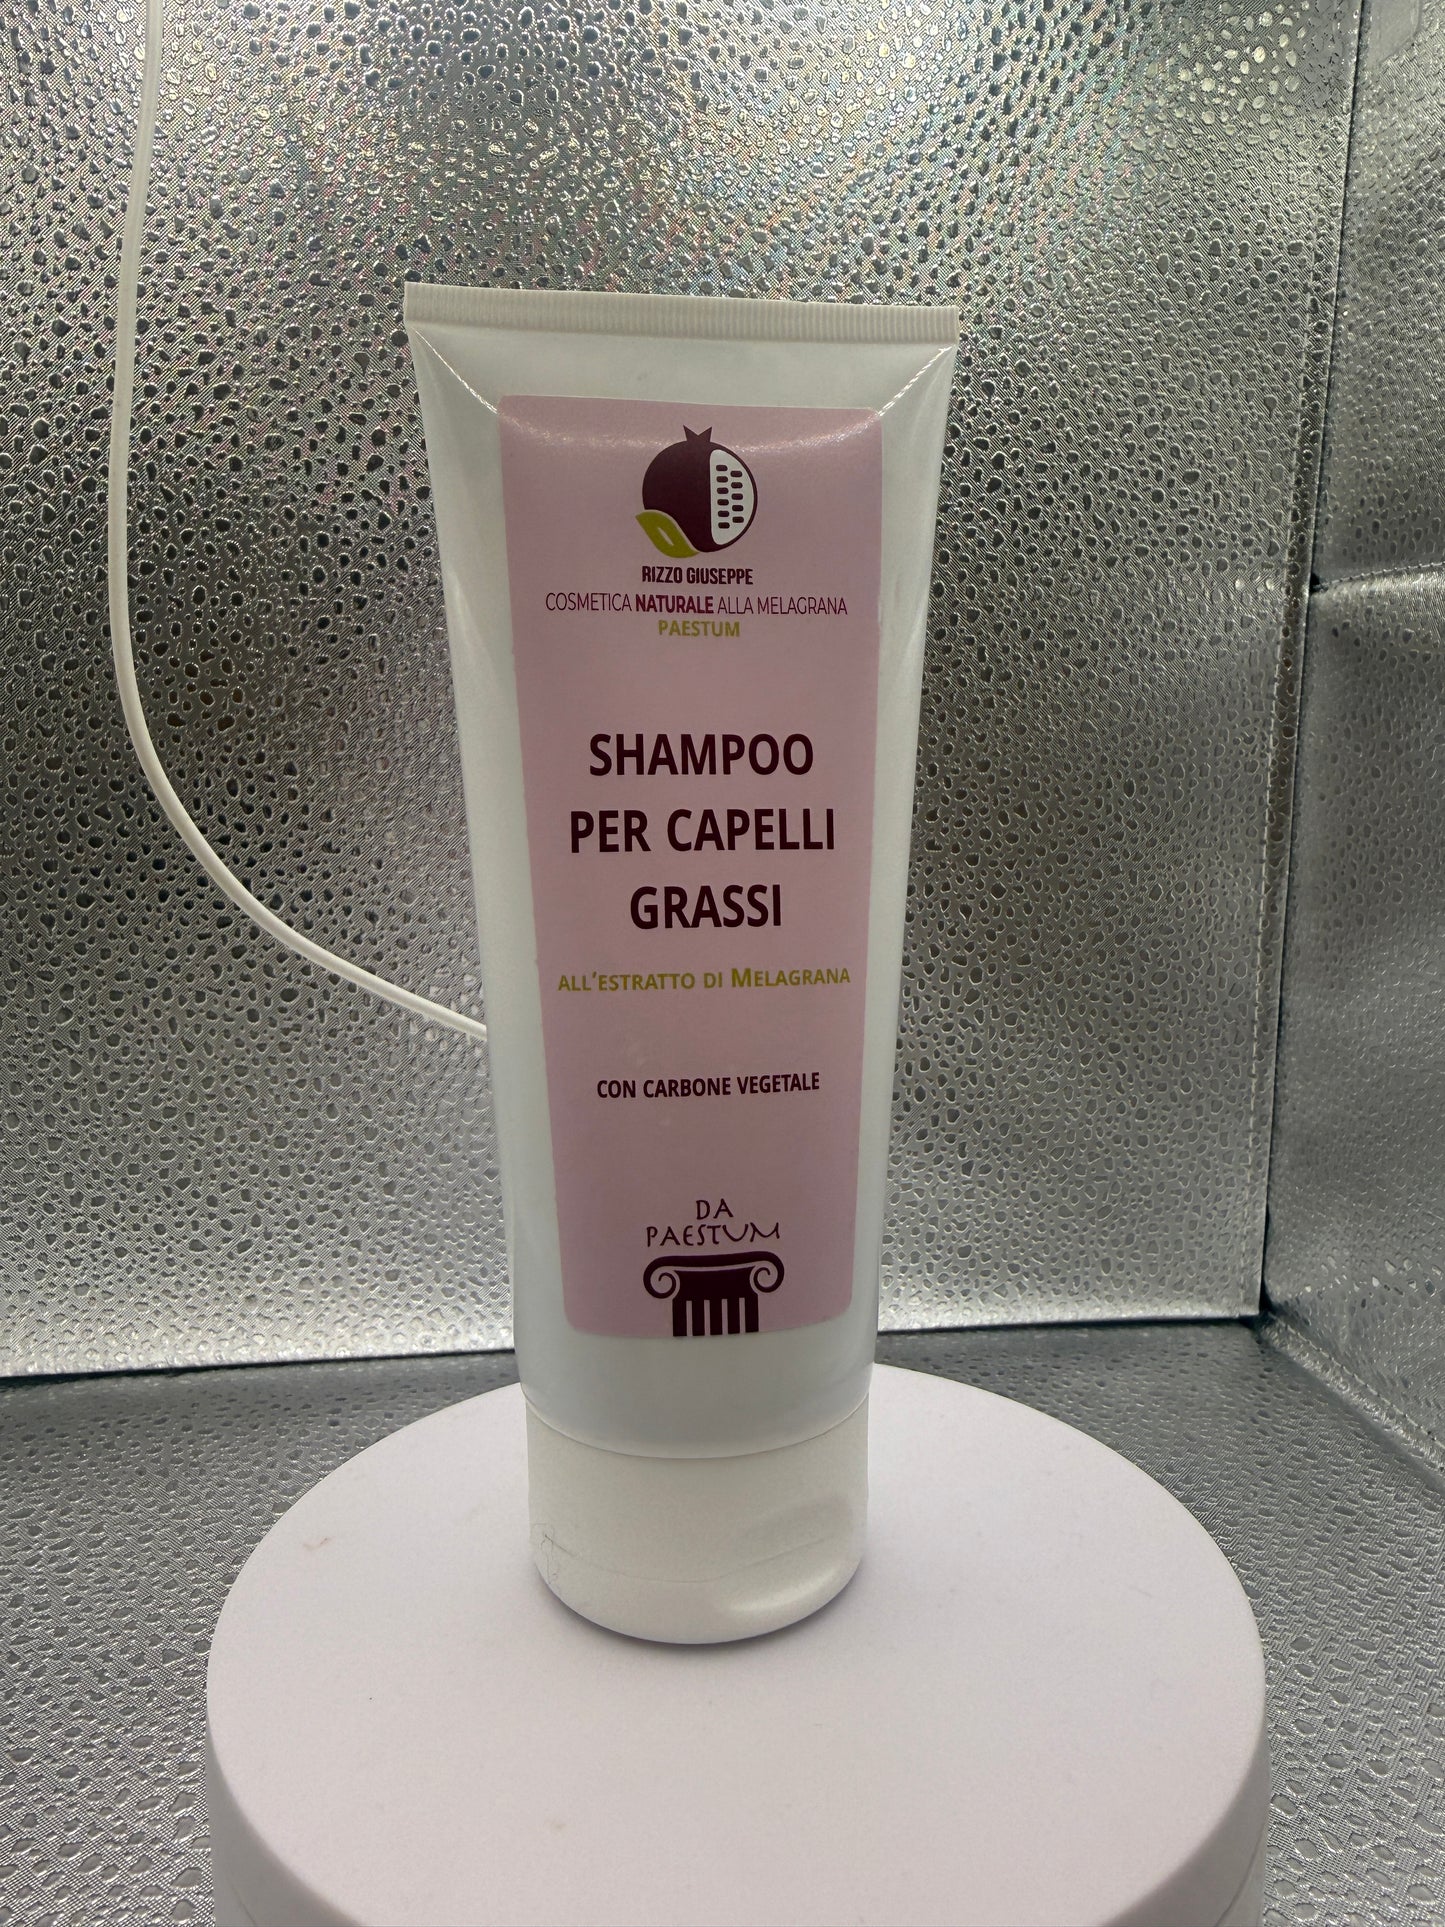 RIZZO GIUSEPPE
COSMETICA NATURALE ALLA MELAGRANA
PAESTUM
SHAMPOO
PER CAPELLI
GRASSI
ALL'ESTRATTO DI MELAGRANA
CON CARBONE VEGETALE
DA
PAESTUM